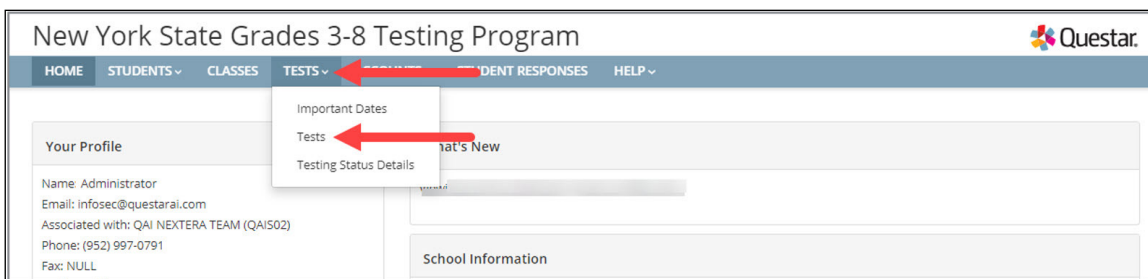 New York State Grades 3-8 Testing Program
Questar.
HOME STUDENTS CLASSES TESTS STUDENT RESPONSES HELP
Important Dates
Tests
Testing Status Details
Your Profile
What's New
Name: Administrator
Email: infosec@questarai.com
Associated with: QAI NEXTERA TEAM (QAIS02)
Phone: (952) 997-0791
Fax: NULL
School Information